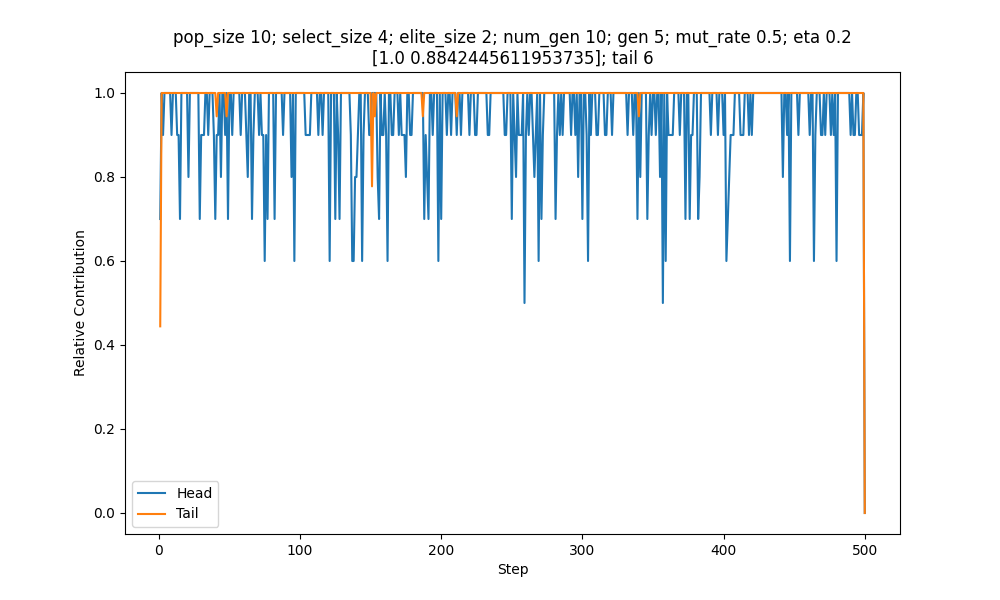 pop_size 10; select_size 4; elite_size 2; num_gen 10; gen 5; mut_rate 0.5; eta 0.2
[1.0 0.8842445611953735]; tail 6
1.0
0.8
0.6
0.4
0.2
0.0
Relative Contribution
Head
Tail
0 100 200 300 400 500
Step